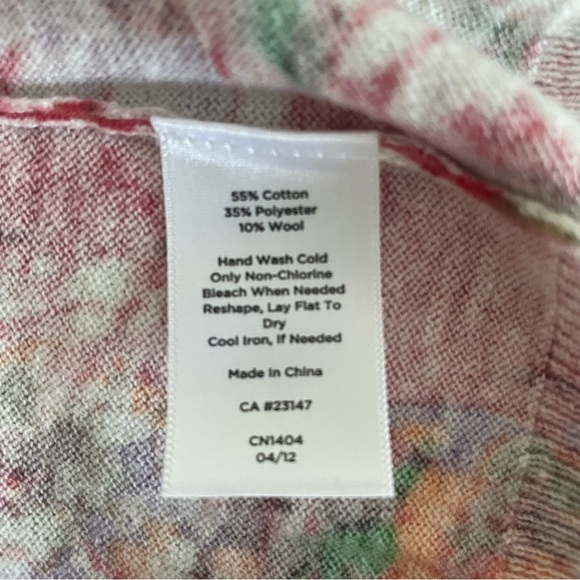 55% Cotton
35% Polyester
10% Wool
Hand Wash Cold
Only Non-Chlorine
Bleach When Needed
Reshape, Lay Flat To
Dry
Cool Iron, If Needed
Made In China
CA #23147
CN1404
04/12